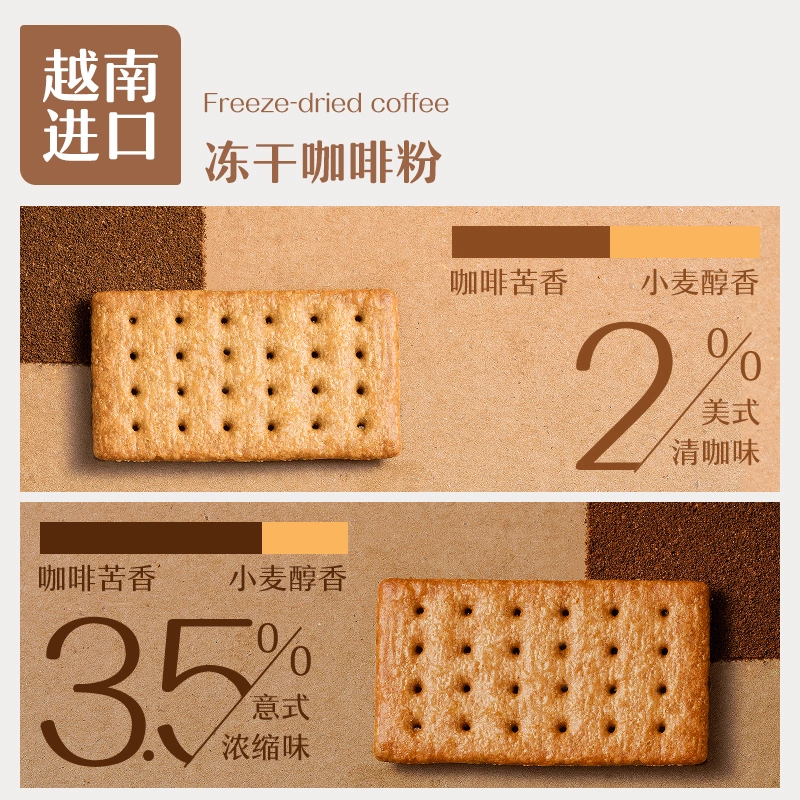 越南
进口
Freeze-dried coffee
冻干咖啡粉
咖啡苦香
小麦醇香
2%
美式
清咖味
咖啡苦香
小麦醇香
3.5%
意式
浓缩味